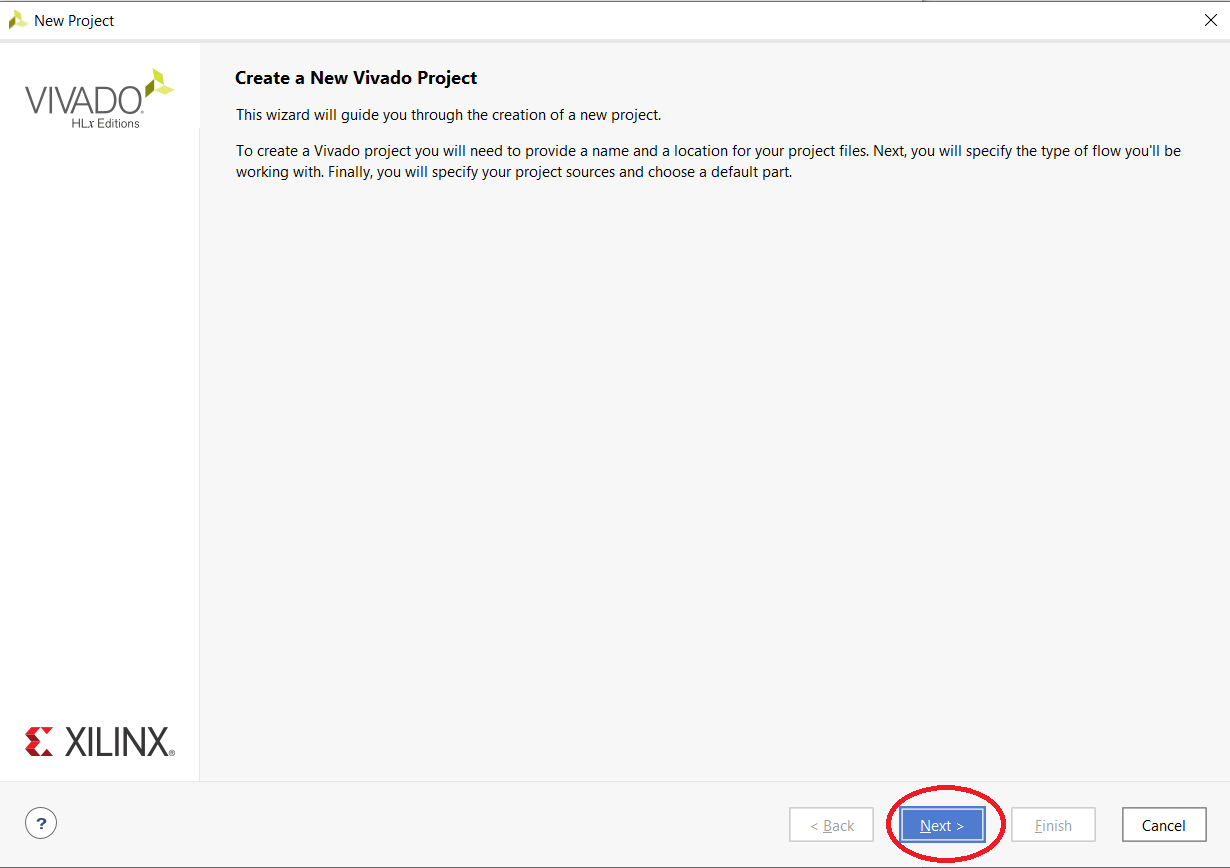 New Project
VIVADO
HLx Editions
Create a New Vivado Project
This wizard will guide you through the creation of a new project.
To create a Vivado project you will need to provide a name and a location for your project files. Next, you will specify the type of flow you'll be
working with. Finally, you will specify your project sources and choose a default part.
XILINX®
?
< Back
Next >
Finish
Cancel